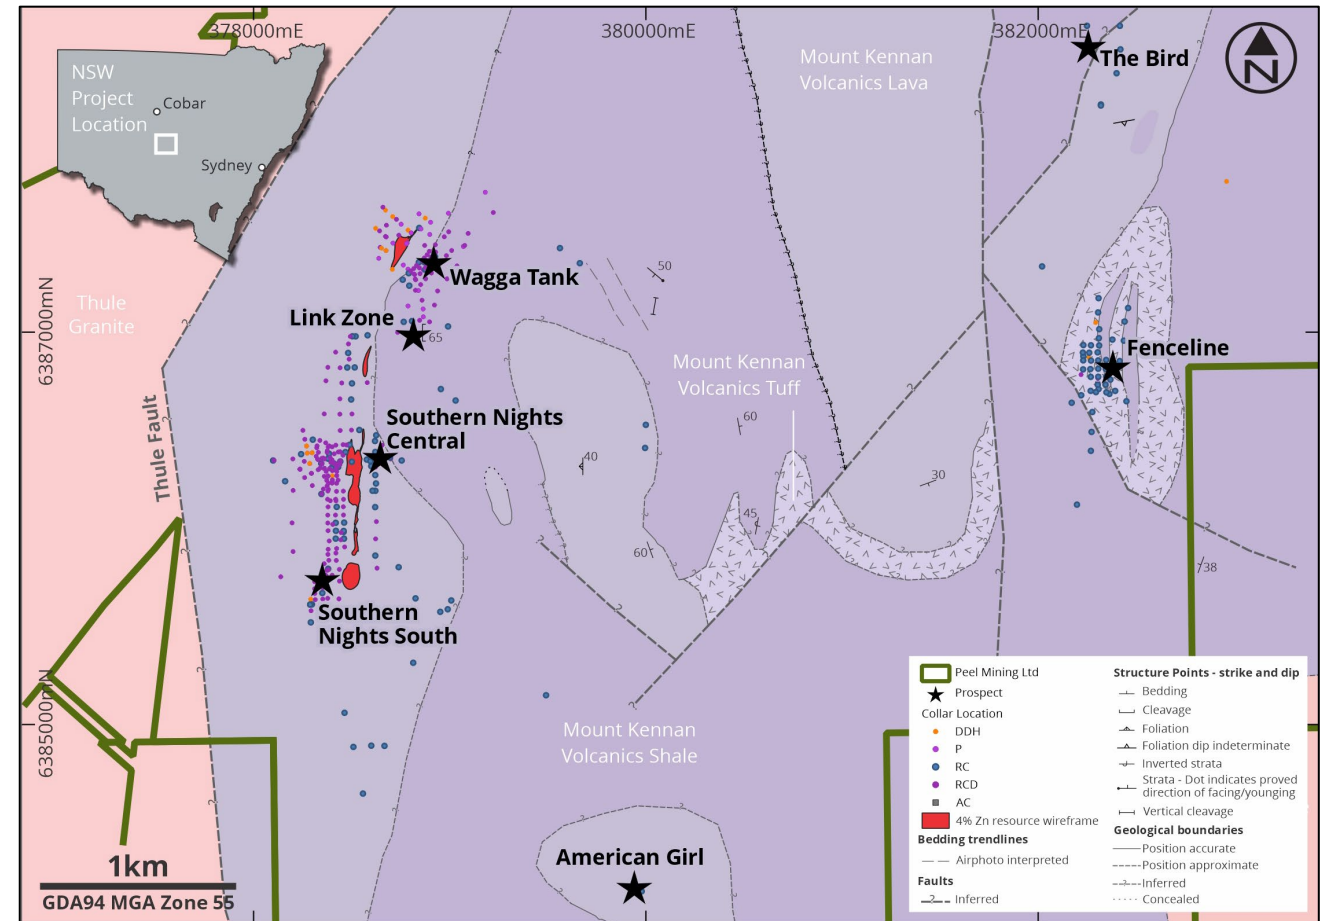 378000mE
380000mE
382000mE
NSW
Project
Location
Cobar
Sydney
Mount Kennan
Volcanics Lava
The Bird
N
Thule
Granite
6387000mN
Wagga Tank
50
Link Zone
65
Mount Kennan
Volcanics Tuff
Fenceline
Thule Fault
Southern Nights
Central
60
40
30
45
60
38
Southern
Nights South
6385000mN
Mount Kennan
Volcanics Shale
American Girl
1km
GDA94 MGA Zone 55
Peel Mining Ltd
Prospect
Collar Location
DDH
P
RC
RCD
AC
4% Zn resource wireframe
Bedding trendlines
Airphoto interpreted
Faults
? Inferred
Structure Points - strike and dip
Bedding
Cleavage
Foliation
Foliation dip indeterminate
Inverted strata
Strata - Dot indicates proved
direction of facing/younging
Vertical cleavage
Geological boundaries
Position accurate
Position approximate
? Inferred
Concealed